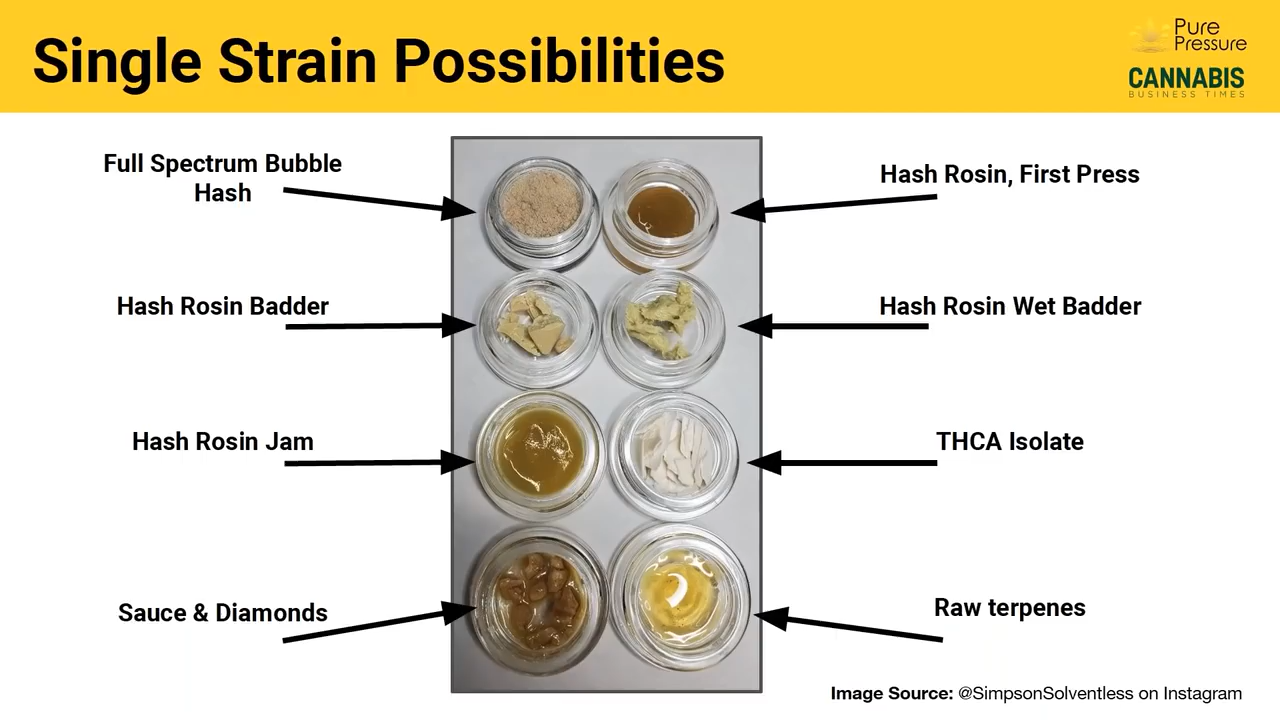 Single Strain Possibilities
Pure
Pressure
CANNABIS
BUSINESS TIMES
Full Spectrum Bubble
Hash
Hash Rosin, First Press
Hash Rosin Badder
Hash Rosin Wet Badder
Hash Rosin Jam
THCA Isolate
Sauce & Diamonds
Raw terpenes
Image Source: @SimpsonSolventless on Instagram